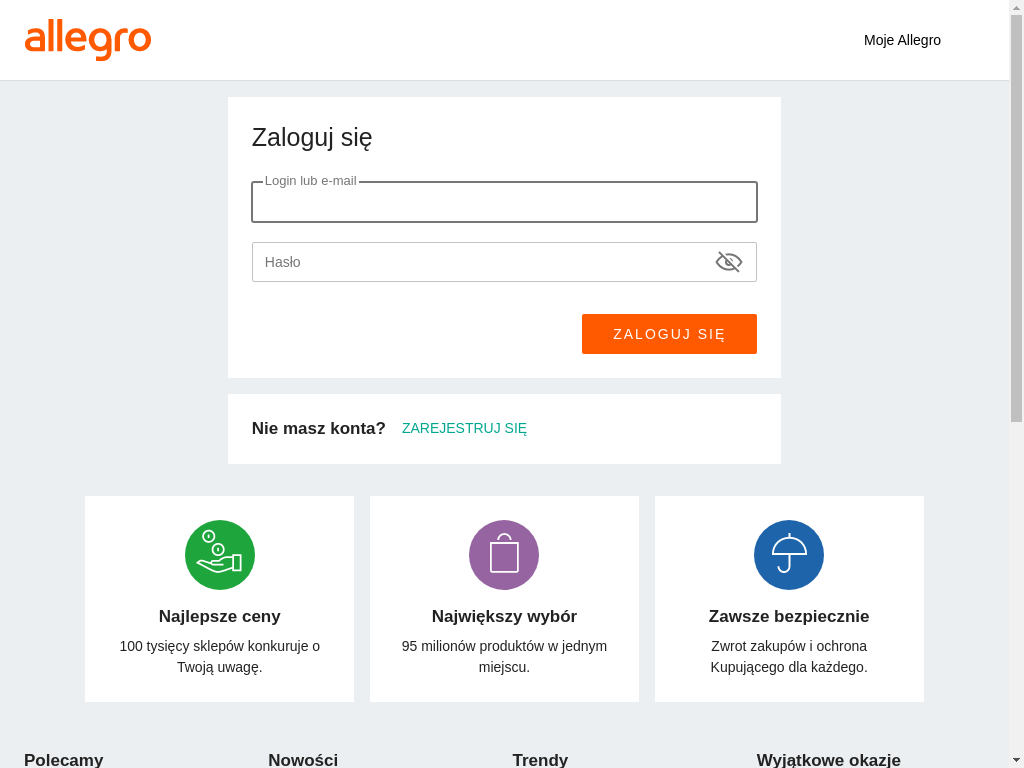 allegro
Moje Allegro
Zaloguj się
Login lub e-mail
Hasło
ZALOGUJ SIĘ
Nie masz konta? ZAREJESTRUJ SIĘ
Najlepsze ceny
100 tysięcy sklepów konkuruje o
Twoją uwagę.
Największy wybór
95 milionów produktów w jednym
miejscu.
Zawsze bezpiecznie
Zwrot zakupów i ochrona
Kupującego dla każdego.
Polecamy
Nowości
Trendy
Wyjątkowe okazje